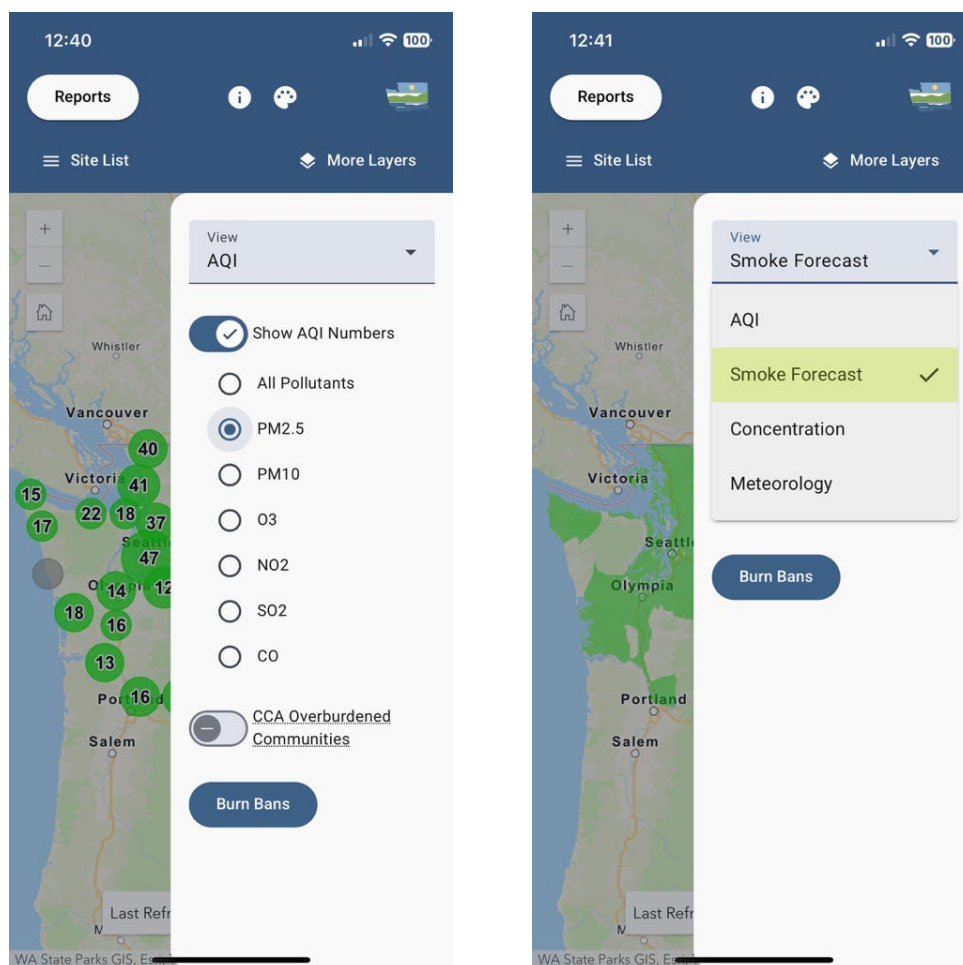 12:40
100
Reports
Site List
More Layers
View
AQI
Show AQI Numbers
All Pollutants
PM2.5
PM10
O3
NO2
SO2
CO
CCA Overburdened
Communities
Burn Bans
Whistler
Vancouver
40
Victoria
41
15
22
18
37
17
Seattl
47
14
12
18
16
13
16
Salem
Last Refr
WA State Parks GIS,
12:41
100
Reports
Site List
More Layers
View
Smoke Forecast
AQI
Smoke Forecast
Concentration
Meteorology
Burn Bans
Whistler
Vancouver
Victoria
Seattl
Olympia
Portland
Salem
Last Refr
WA State Parks GIS,